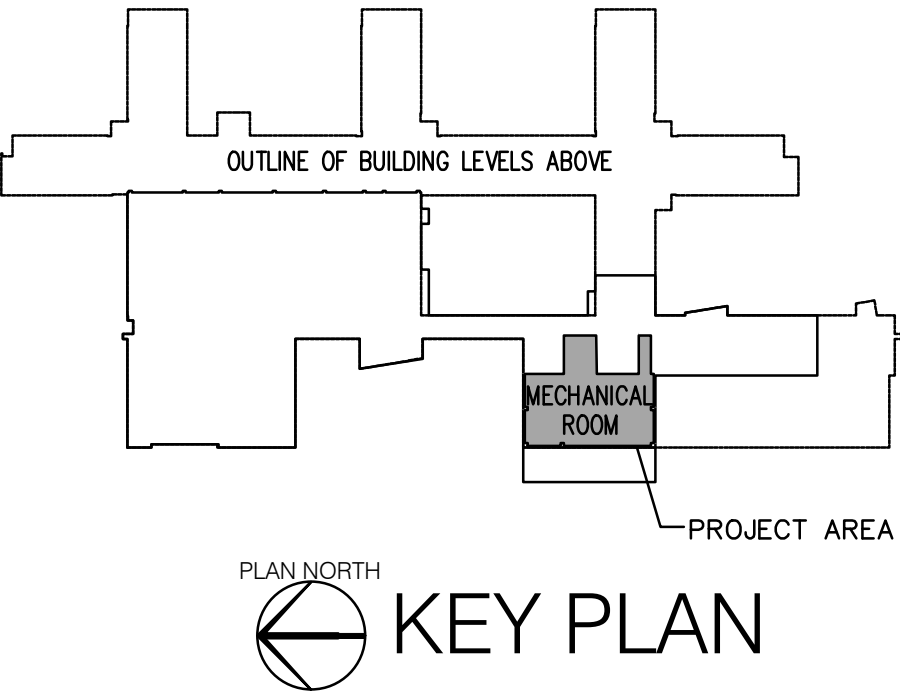 OUTLINE OF BUILDING LEVELS ABOVE
MECHANICAL
ROOM
PROJECT AREA
PLAN NORTH
KEY PLAN